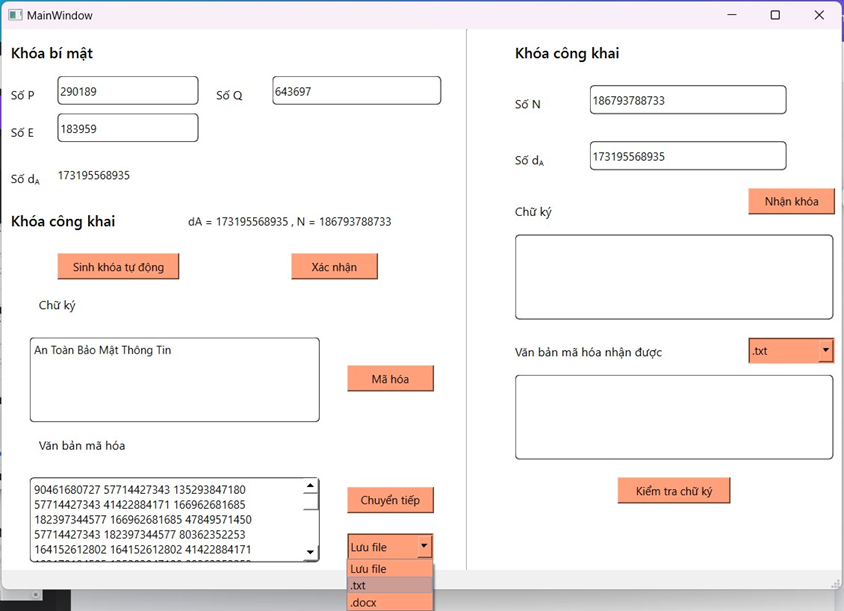 MainWindow
Khóa bí mật
Số P 290189 Số Q 643697
Số E 183959
Số dA 173195568935
Khóa công khai dA = 173195568935 , N = 186793788733
Sinh khóa tự động Xác nhận
Chữ ký
An Toàn Bảo Mật Thông Tin
Mã hóa
Văn bản mã hóa
90461680727 57714427343 135293847180
57714427343 41422884171 166962681685
182397344577 166962681685 47849571450
57714427343 182397344577 80362352253
164152612802 164152612802 41422884171
Chuyển tiếp
Lưu file
Lưu file
.txt
.docx
Khóa công khai
Số N 186793788733
Số dA 173195568935
Nhận khóa
Chữ ký
Văn bản mã hóa nhận được .txt
Kiểm tra chữ ký